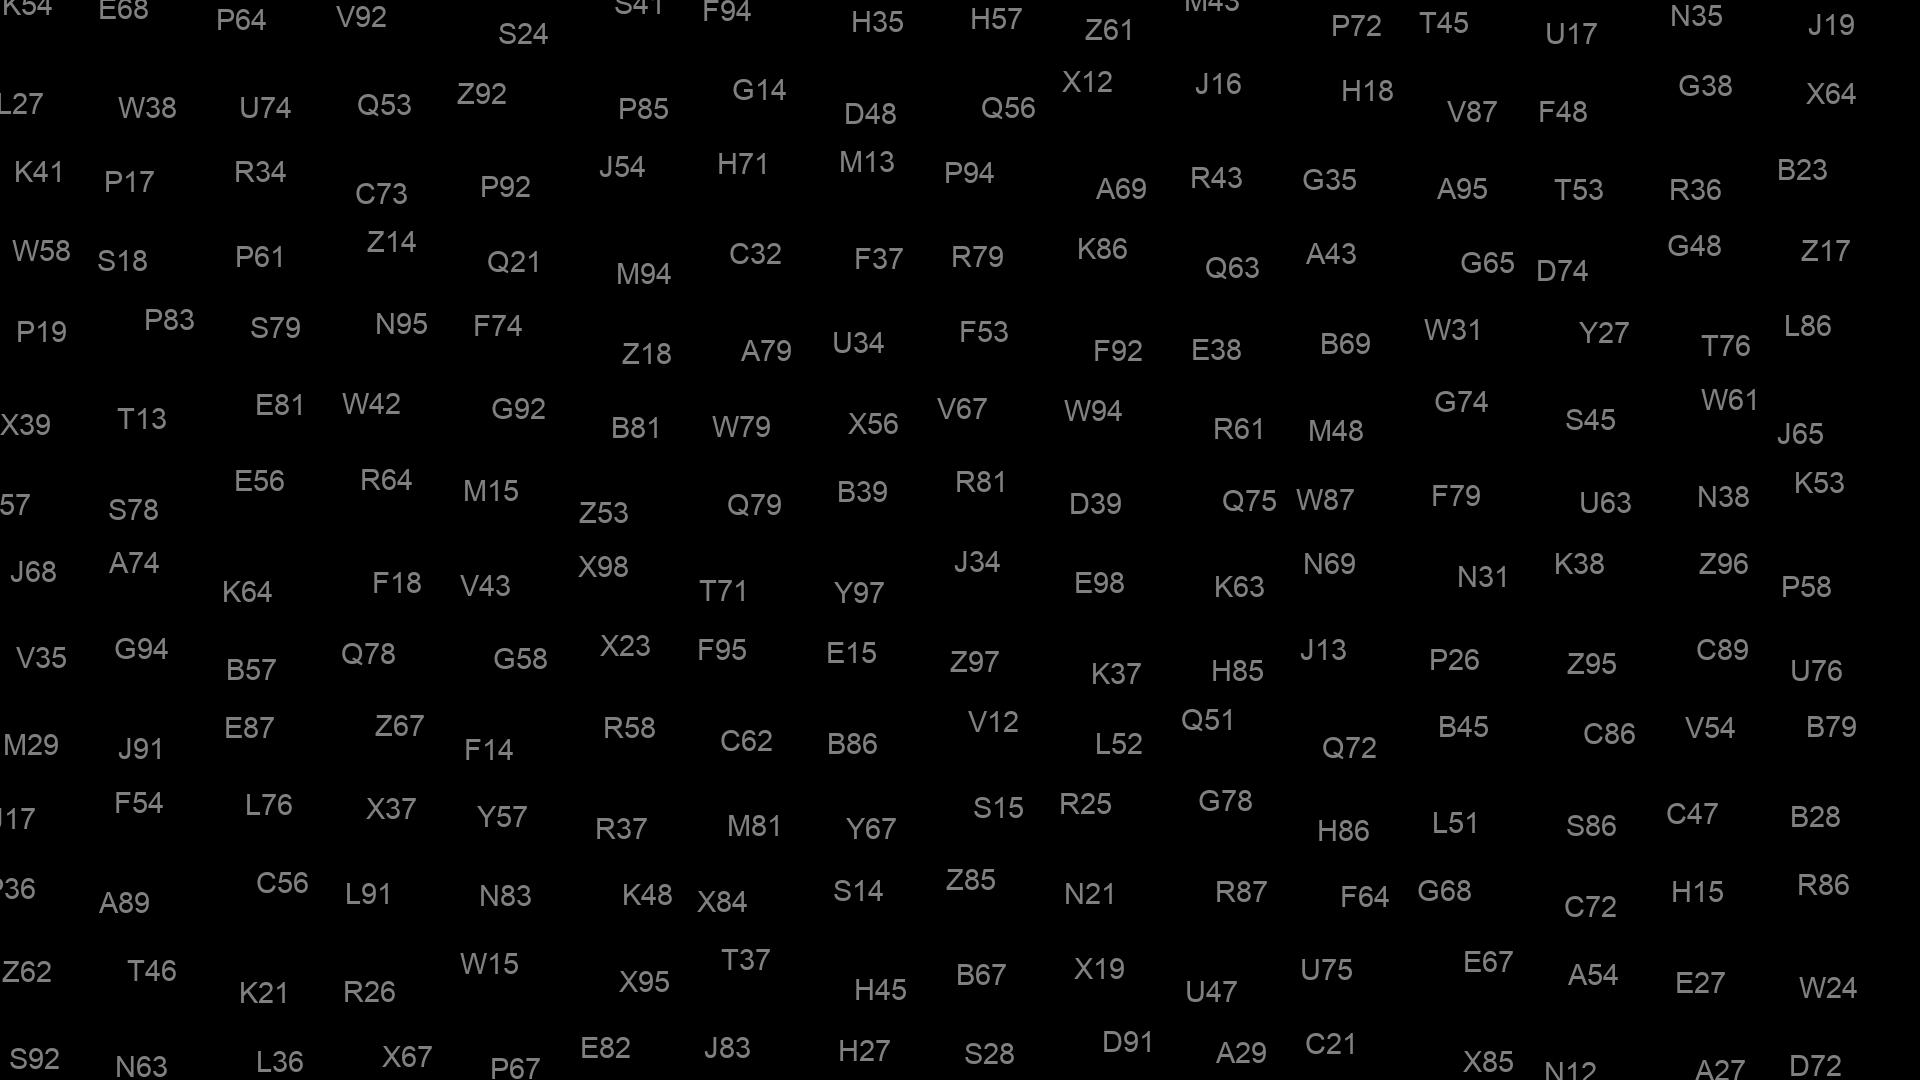 K54 E68 P64 V92 S24 S41 F94 H35 H57 Z61 M43 P72 T45 U17 N35 J19
L27 W38 U74 Q53 Z92 P85 G14 D48 Q56 X12 J16 H18 V87 F48 G38 X64
K41 P17 R34 C73 P92 J54 H71 M13 P94 A69 R43 G35 A95 T53 R36 B23
W58 S18 P61 Z14 Q21 M94 C32 F37 R79 K86 Q63 A43 G65 D74 G48 Z17
P19 P83 S79 N95 F74 Z18 A79 U34 F53 F92 E38 B69 W31 Y27 T76 L86
X39 T13 E81 W42 G92 B81 W79 X56 V67 W94 R61 M48 G74 S45 W61 J65
57 S78 E56 R64 M15 Z53 Q79 B39 R81 D39 Q75 W87 F79 U63 N38 K53
J68 A74 K64 F18 V43 X98 T71 Y97 J34 E98 K63 N69 N31 K38 Z96 P58
V35 G94 B57 Q78 G58 X23 F95 E15 Z97 K37 H85 J13 P26 Z95 C89 U76
M29 J91 E87 Z67 F14 R58 C62 B86 V12 L52 Q51 Q72 B45 C86 V54 B79
17 F54 L76 X37 Y57 R37 M81 Y67 S15 R25 G78 H86 L51 S86 C47 B28
P36 A89 C56 L91 N83 K48 X84 S14 Z85 N21 R87 F64 G68 C72 H15 R86
Z62 T46 K21 R26 W15 X95 T37 H45 B67 X19 U47 U75 E67 A54 E27 W24
S92 N63 L36 X67 P67 E82 J83 H27 S28 D91 A29 C21 X85 N12 A27 D72